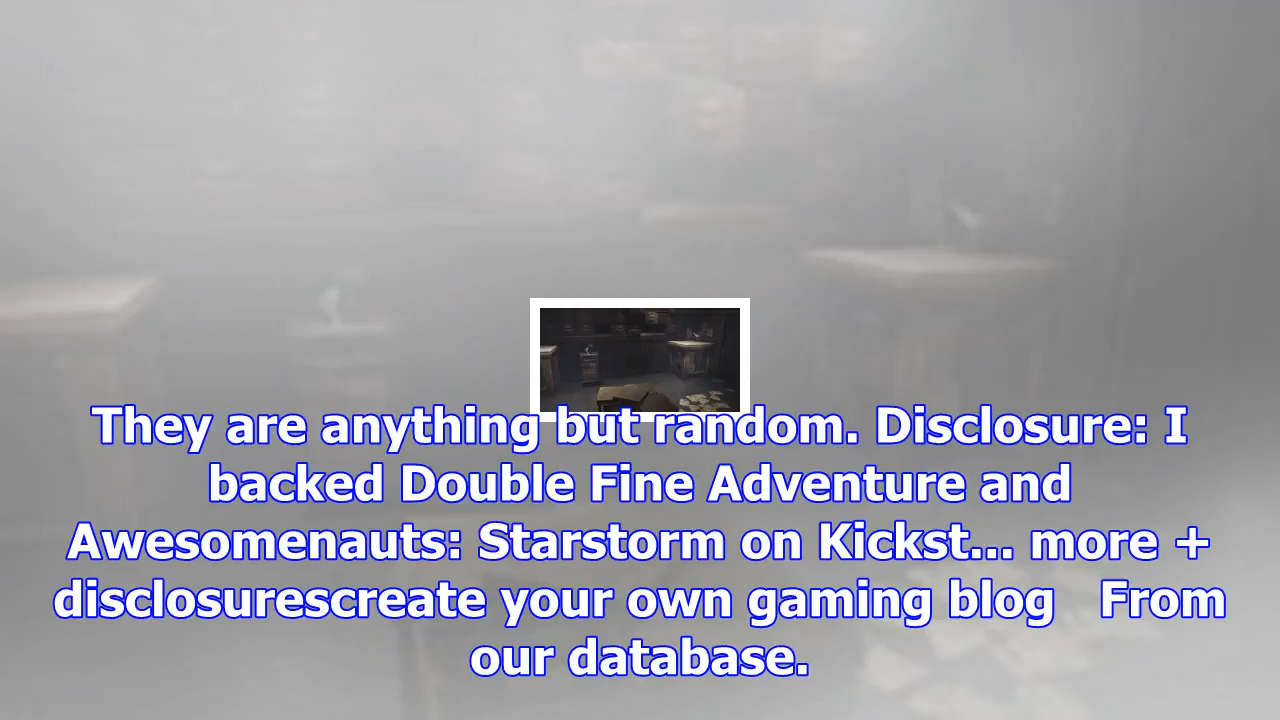 They are anything but random. Disclosure: I
backed Double Fine Adventure and
Awesomenauts: Starstorm on Kickst... more +
disclosurescreate your own gaming blog   From
our database.